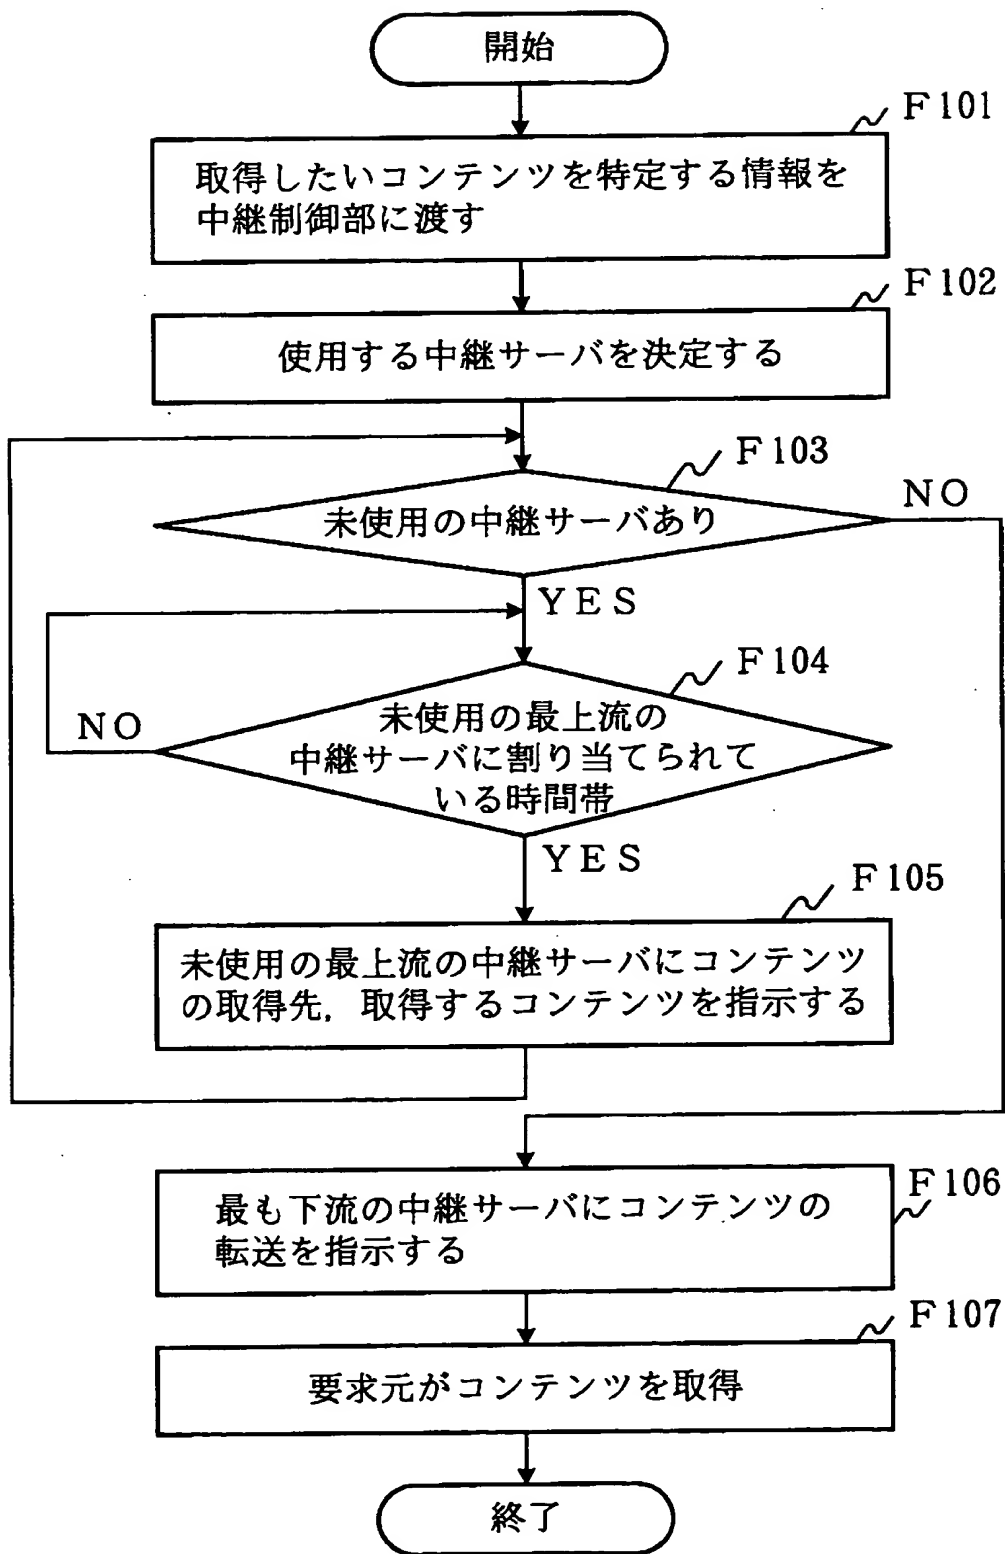 開始
F101
取得したいコンテンツを特定する情報を
中継制御部に渡す
F102
使用する中継サーバを決定する
F103
未使用の中継サーバあり
NO
YES
F104
未使用の最上流の
中継サーバに割り当てられて
いる時間帯
NO
YES
F105
未使用の最上流の中継サーバにコンテンツ
の取得先，取得するコンテンツを指示する
F106
最も下流の中継サーバにコンテンツの
転送を指示する
F107
要求元がコンテンツを取得
終了